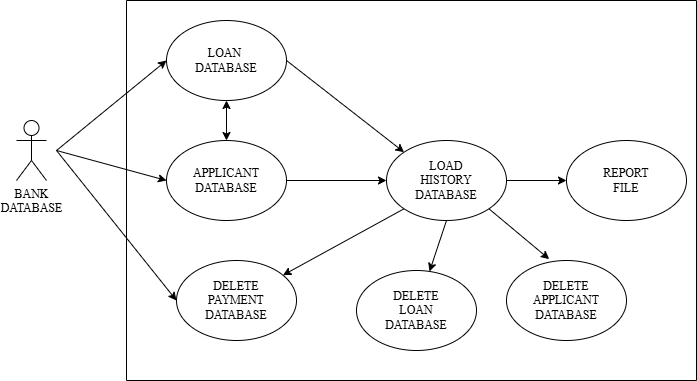 LOAN
DATABASE
BANK
DATABASE
APPLICANT
DATABASE
LOAD
HISTORY
DATABASE
REPORT
FILE
DELETE
PAYMENT
DATABASE
DELETE
LOAN
DATABASE
DELETE
APPLICANT
DATABASE